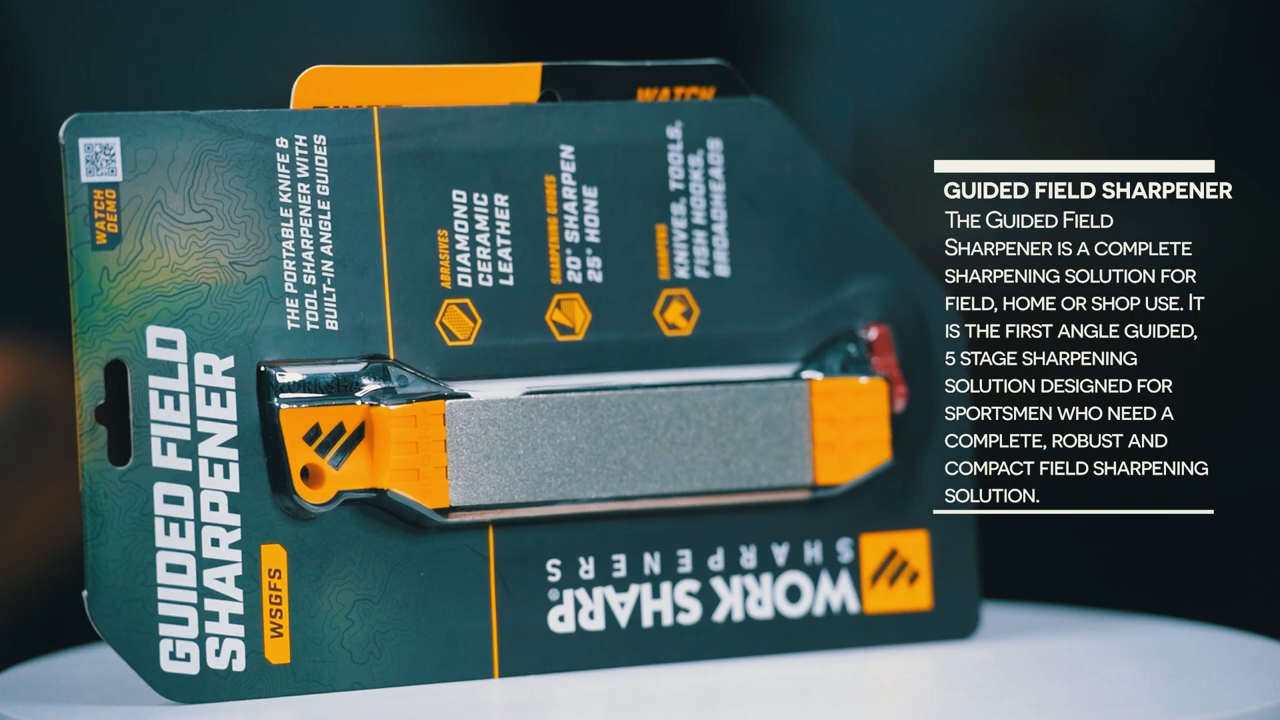 WATCH
WATCH
DEMO
GUIDED FIELD
SHARPENER
WSGFS
THE PORTABLE KNIFE &
TOOL SHARPENER WITH
BUILT-IN ANGLE GUIDES
ABRASIVES
DIAMOND
CERAMIC
LEATHER
SHARPENING GUIDES
20° SHARPEN
25° HONE
SHARPENS
KNIVES, TOOLS,
FISH HOOKS,
BROADHEADS
WORK SHARP
WORK SHARP®
SHARPENERS
GUIDED FIELD SHARPENER
THE GUIDED FIELD
SHARPENER IS A COMPLETE
SHARPENING SOLUTION FOR
FIELD, HOME OR SHOP USE. IT
IS THE FIRST ANGLE GUIDED,
5 STAGE SHARPENING
SOLUTION DESIGNED FOR
SPORTSMEN WHO NEED A
COMPLETE, ROBUST AND
COMPACT FIELD SHARPENING
SOLUTION.